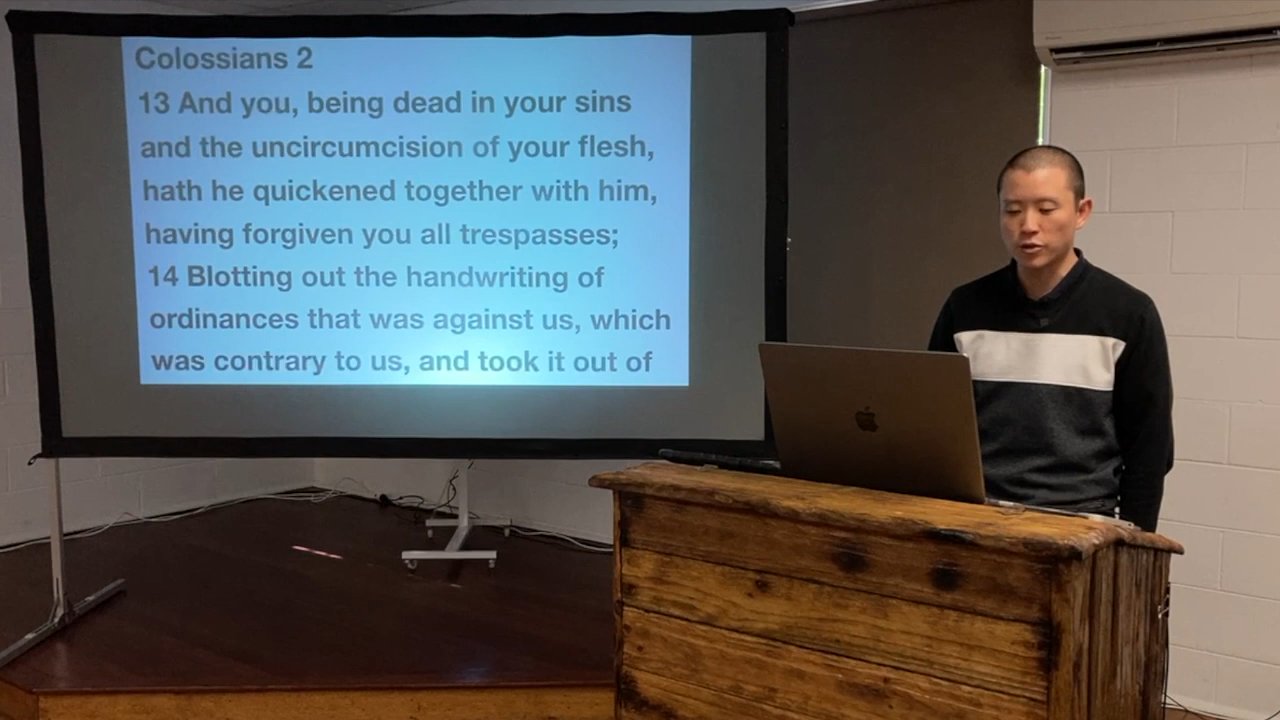 Colossians 2
13 And you, being dead in your sins
and the uncircumcision of your flesh,
hath he quickened together with him,
having forgiven you all trespasses;
14 Blotting out the handwriting of
ordinances that was against us, which
was contrary to us, and took it out of